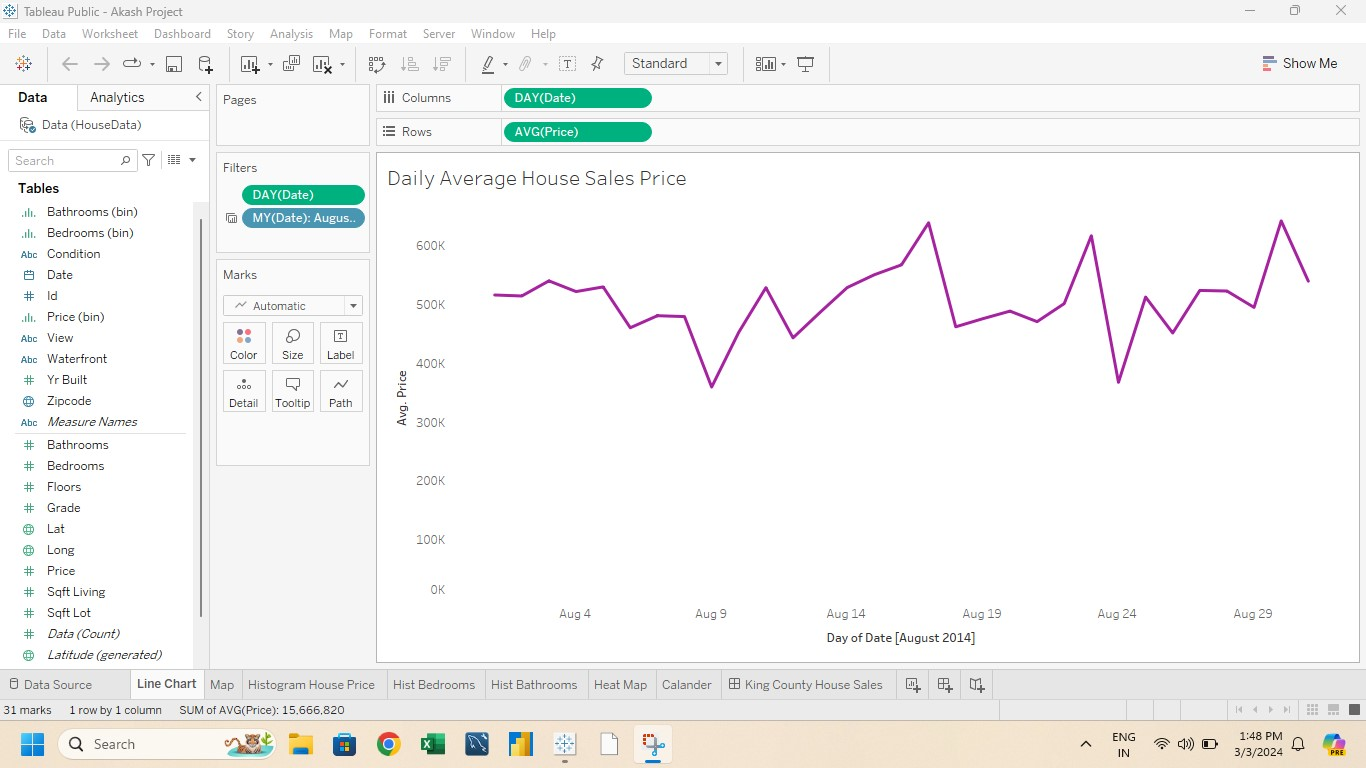 Tableau Public - Akash Project
File Data Worksheet Dashboard Story Analysis Map Format Server Window Help
Standard
Show Me
Data Analytics
Data (HouseData)
Search
Tables
Bathrooms (bin)
Bedrooms (bin)
Abc Condition
Date
# Id
Price (bin)
Abc View
Abc Waterfront
# Yr Built
Zipcode
Abc Measure Names
# Bathrooms
# Bedrooms
# Floors
# Grade
Lat
Long
# Price
# Sqft Living
# Sqft Lot
# Data (Count)
Latitude (generated)
Pages
Filters
DAY(Date)
MY(Date): Augus..
Marks
Automatic
Color Size Label
Detail Tooltip Path
Columns DAY(Date)
Rows AVG(Price)
Daily Average House Sales Price
600K
500K
400K
300K
200K
100K
0K
Avg. Price
Aug 4 Aug 9 Aug 14 Aug 19 Aug 24 Aug 29
Day of Date [August 2014]
Data Source Line Chart Map Histogram House Price Hist Bedrooms Hist Bathrooms Heat Map Calander King County House Sales
31 marks 1 row by 1 column SUM of AVG(Price): 15,666,820
Search
ENG
IN
1:48 PM
3/3/2024
PRE